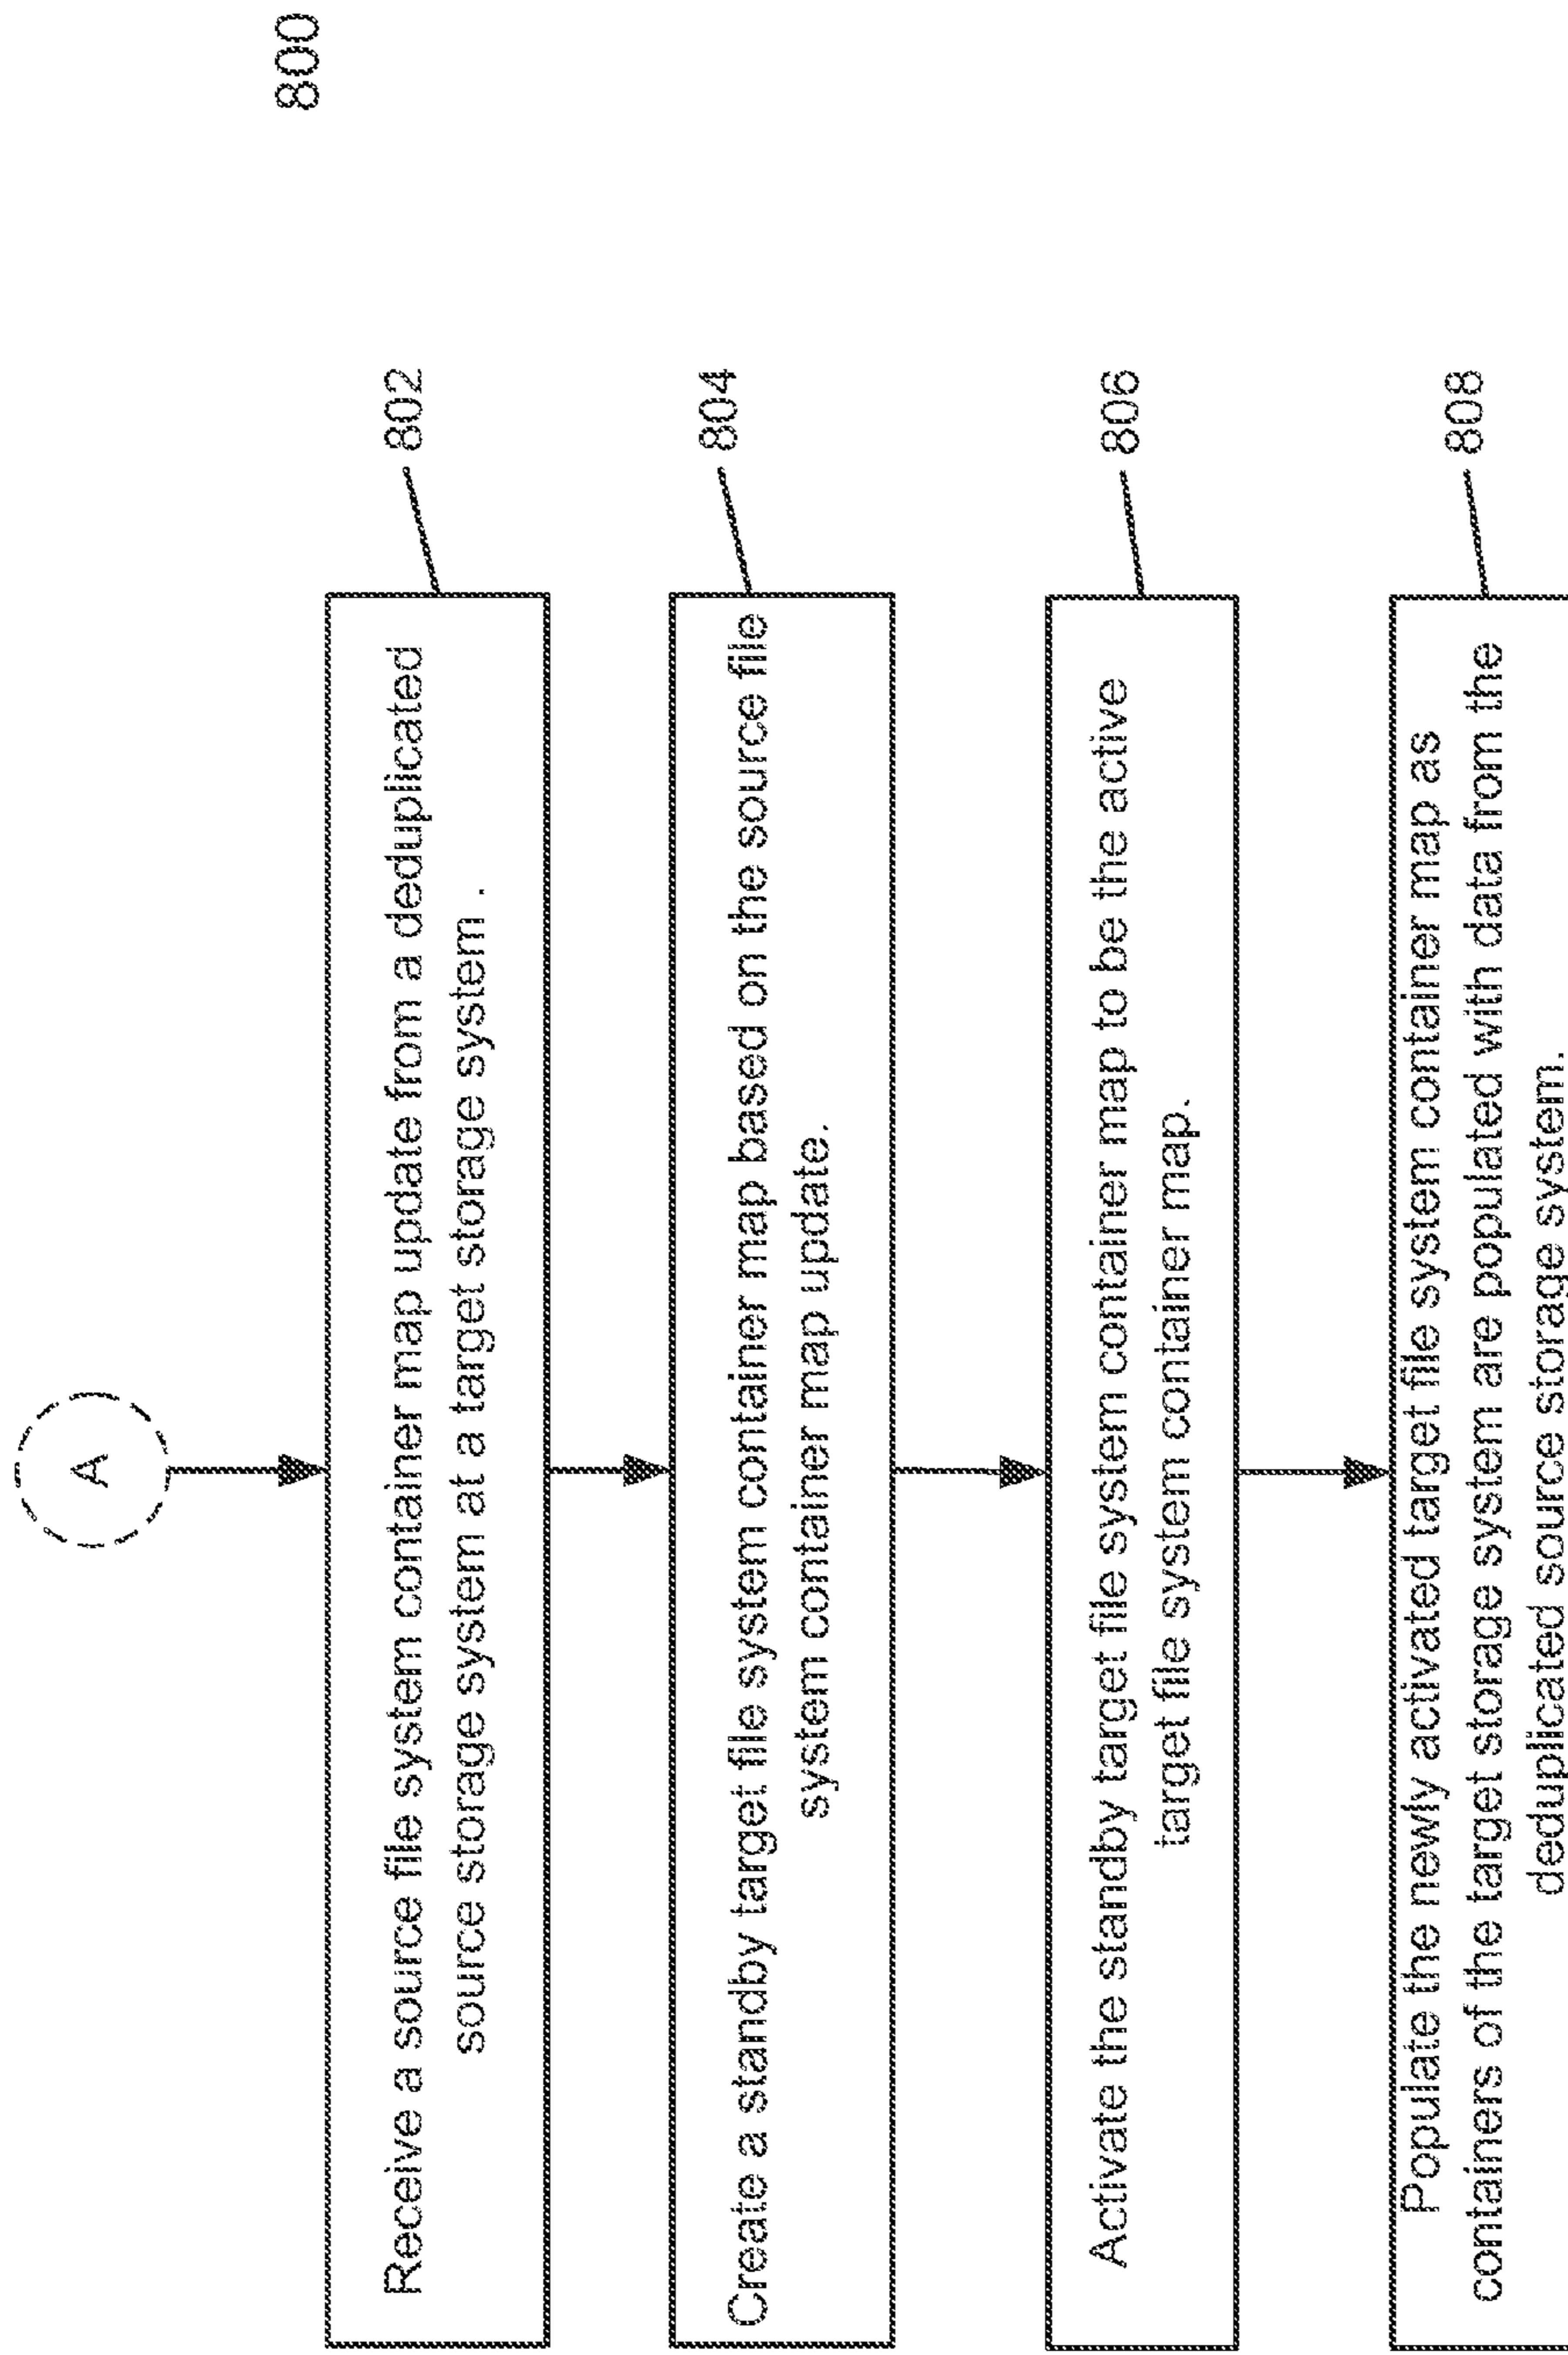 800
A
Receive a source file system container map update from a deduplicated
source storage system at a target storage system .
802
Create a standby target file system container map based on the source file
system container map update.
804
Activate the standby target file system container map to be the active
target file system container map.
806
Populate the newly activated target file system container map as
containers of the target storage system are populated with data from the
deduplicated source storage system.
808